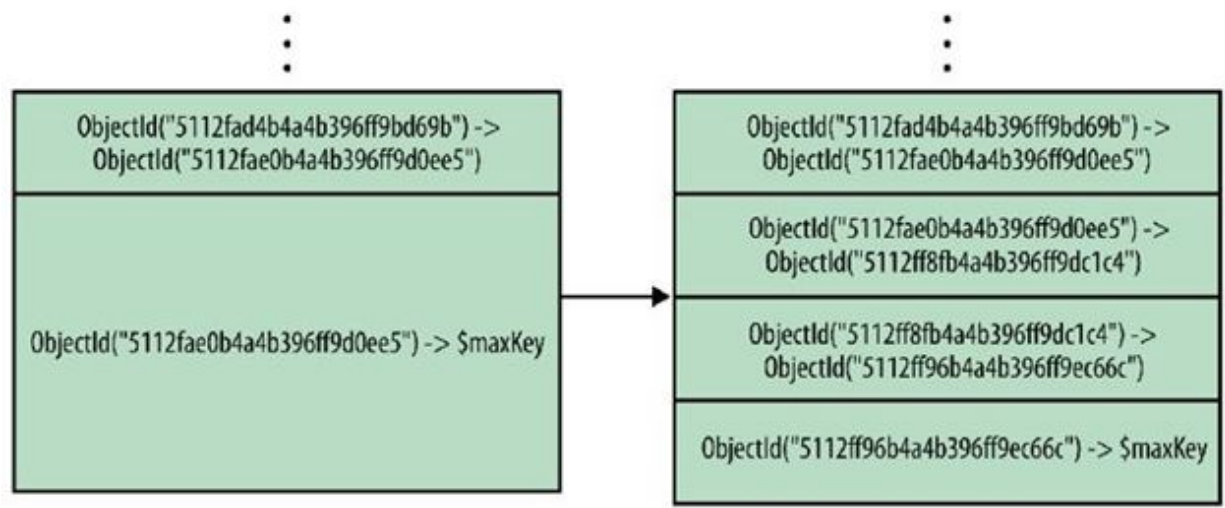 ObjectId("5112fad4b4a4b396ff9bd69b") ->
ObjectId("5112fae0b4a4b396ff9d0ee5")
ObjectId("5112fae0b4a4b396ff9d0ee5") -> $maxKey
ObjectId("5112fad4b4a4b396ff9bd69b") ->
ObjectId("5112fae0b4a4b396ff9d0ee5")
ObjectId("5112fae0b4a4b396ff9d0ee5") ->
ObjectId("5112ff8fb4a4b396ff9dc1c4")
ObjectId("5112ff8fb4a4b396ff9dc1c4") ->
ObjectId("5112ff96b4a4b396ff9ec66c")
ObjectId("5112ff96b4a4b396ff9ec66c") -> $maxKey